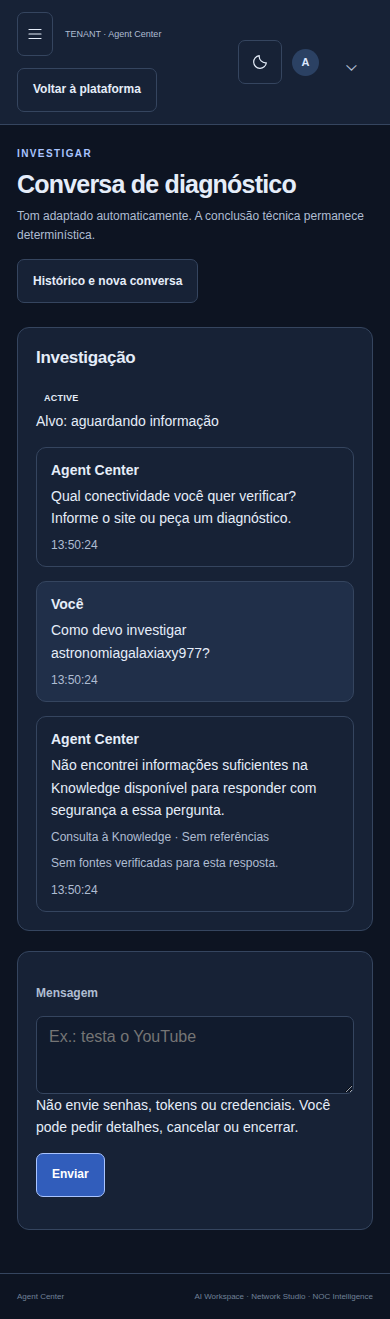 TENANT · Agent Center
Voltar à plataforma
A
INVESTIGAR
Conversa de diagnóstico
Tom adaptado automaticamente. A conclusão técnica permanece
determinística.
Histórico e nova conversa
Investigação
ACTIVE
Alvo: aguardando informação
Agent Center
Qual conectividade você quer verificar?
Informe o site ou peça um diagnóstico.
13:50:24
Você
Como devo investigar
astronomiagalaxiaxy977?
13:50:24
Agent Center
Não encontrei informações suficientes na
Knowledge disponível para responder com
segurança a essa pergunta.
Consulta à Knowledge · Sem referências
Sem fontes verificadas para esta resposta.
13:50:24
Mensagem
Ex.: testa o YouTube
Não envie senhas, tokens ou credenciais. Você
pode pedir detalhes, cancelar ou encerrar.
Enviar
Agent Center
AI Workspace · Network Studio · NOC Intelligence